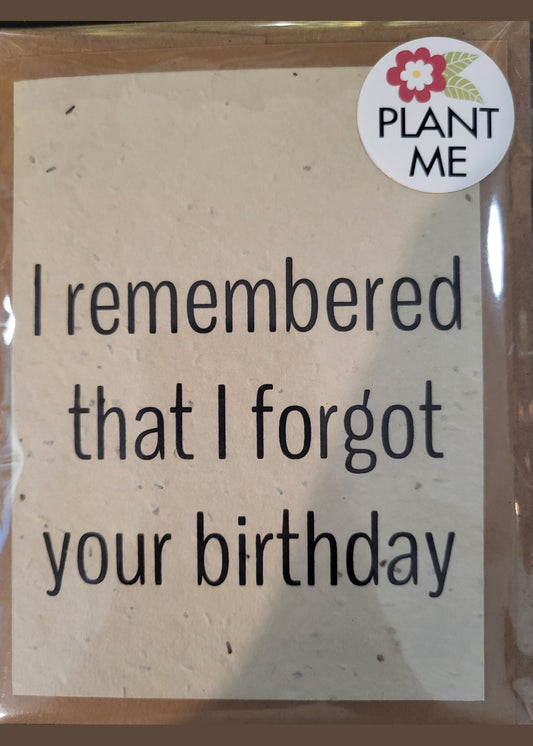 PLANT
ME
I remembered
that I forgot
your birthday